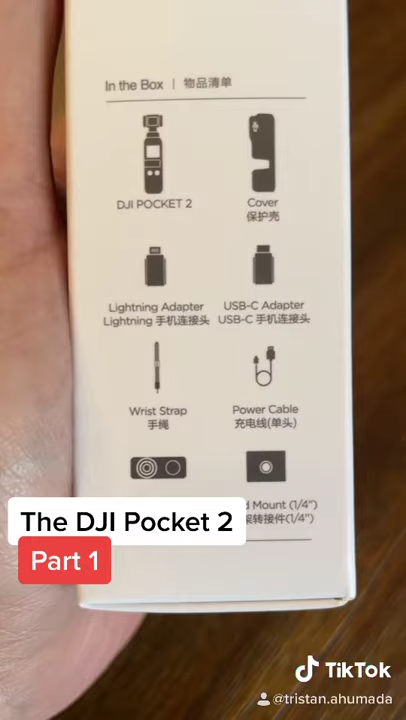 In the Box | 物品清单
DJI POCKET 2
Cover
保护壳
Lightning Adapter
Lightning 手机连接头
USB-C Adapter
USB-C 手机连接头
Wrist Strap
手绳
Power Cable
充电线(单头)
d Mount (1/4")
架转接件(1/4")
The DJI Pocket 2
Part 1
TikTok
@tristan.ahumada